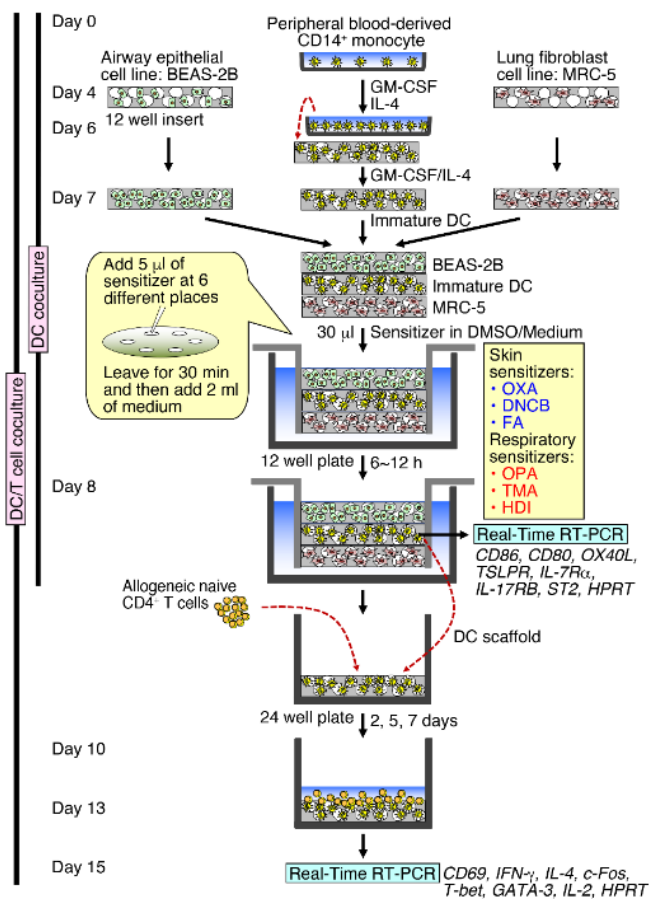 Day 0
Peripheral blood-derived
CD14⁺ monocyte
Airway epithelial
cell line: BEAS-2B
Lung fibroblast
cell line: MRC-5
Day 4
GM-CSF
IL-4
12 well insert
Day 6
GM-CSF/IL-4
Day 7
Immature DC
BEAS-2B
Immature DC
MRC-5
Add 5 µl of
sensitizer at 6
different places
Leave for 30 min
and then add 2 ml
of medium
30 µl
Sensitizer in DMSO/Medium
DC coculture
DC/T cell coculture
Skin
sensitizers:
• OXA
• DNCB
• FA
Respiratory
sensitizers:
• OPA
• TMA
• HDI
12 well plate
6~12 h
Day 8
Real-Time RT-PCR
CD86, CD80, OX40L,
TSLPR, IL-7Rα,
IL-17RB, ST2, HPRT
Allogeneic naive
CD4⁺ T cells
DC scaffold
24 well plate
2, 5, 7 days
Day 10
Day 13
Day 15
Real-Time RT-PCR
CD69, IFN-γ, IL-4, c-Fos,
T-bet, GATA-3, IL-2, HPRT